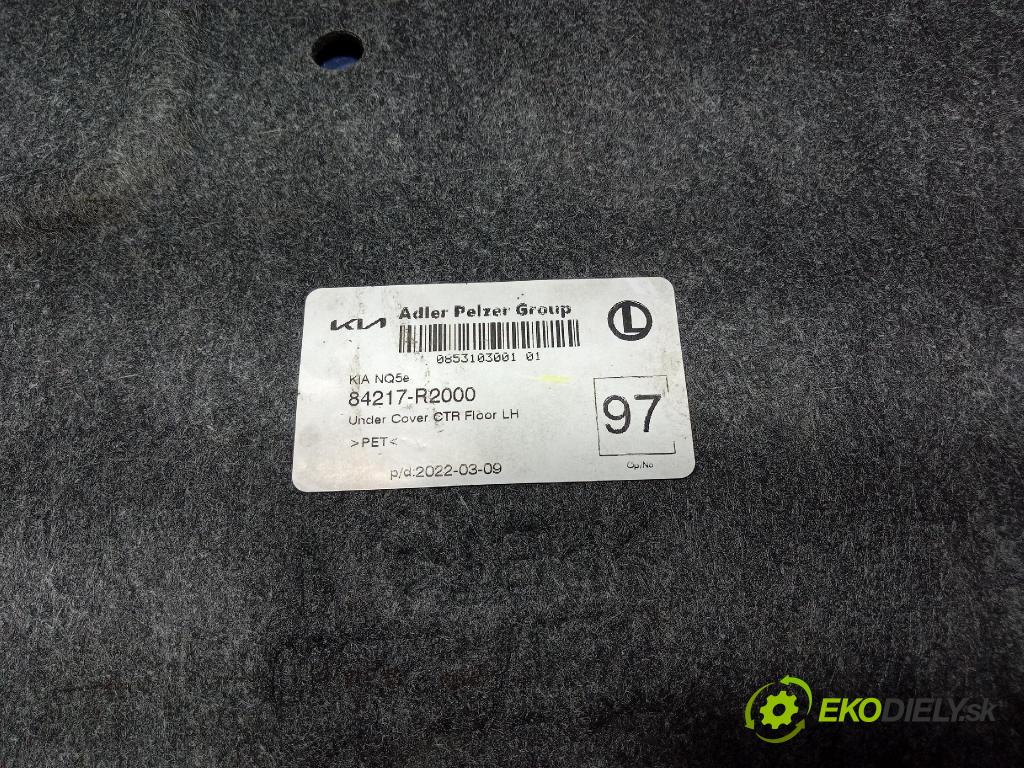 KIA Adler Pelzer Group
L
0853103001 01
KIA NQ5e
84217-R2000
Under Cover CTR Floor LH
>PET<
97
Op/No
p/d:2022-03-09
EKODIELY.sk